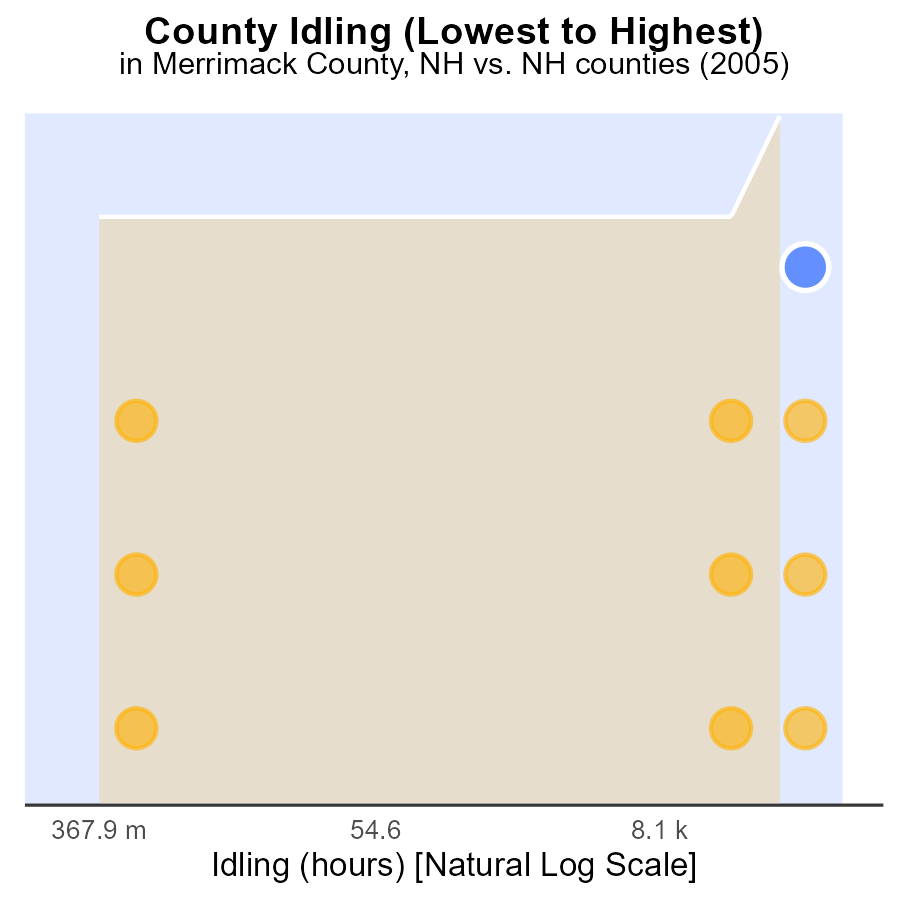 County Idling (Lowest to Highest)
in Merrimack County, NH vs. NH counties (2005)
367.9 m
54.6
8.1 k
Idling (hours) [Natural Log Scale]